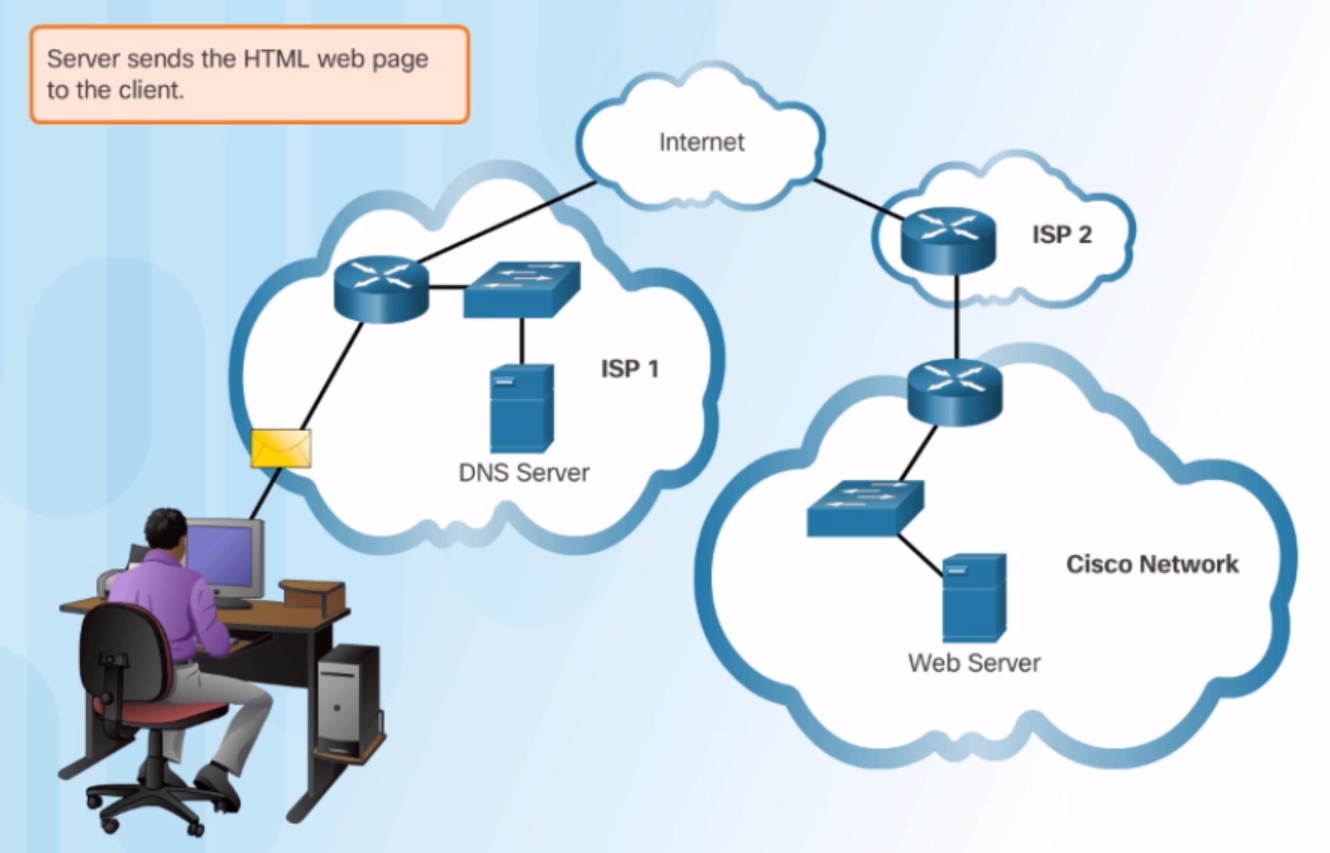 Server sends the HTML web page
to the client.
Internet
ISP 2
ISP 1
DNS Server
Cisco Network
Web Server